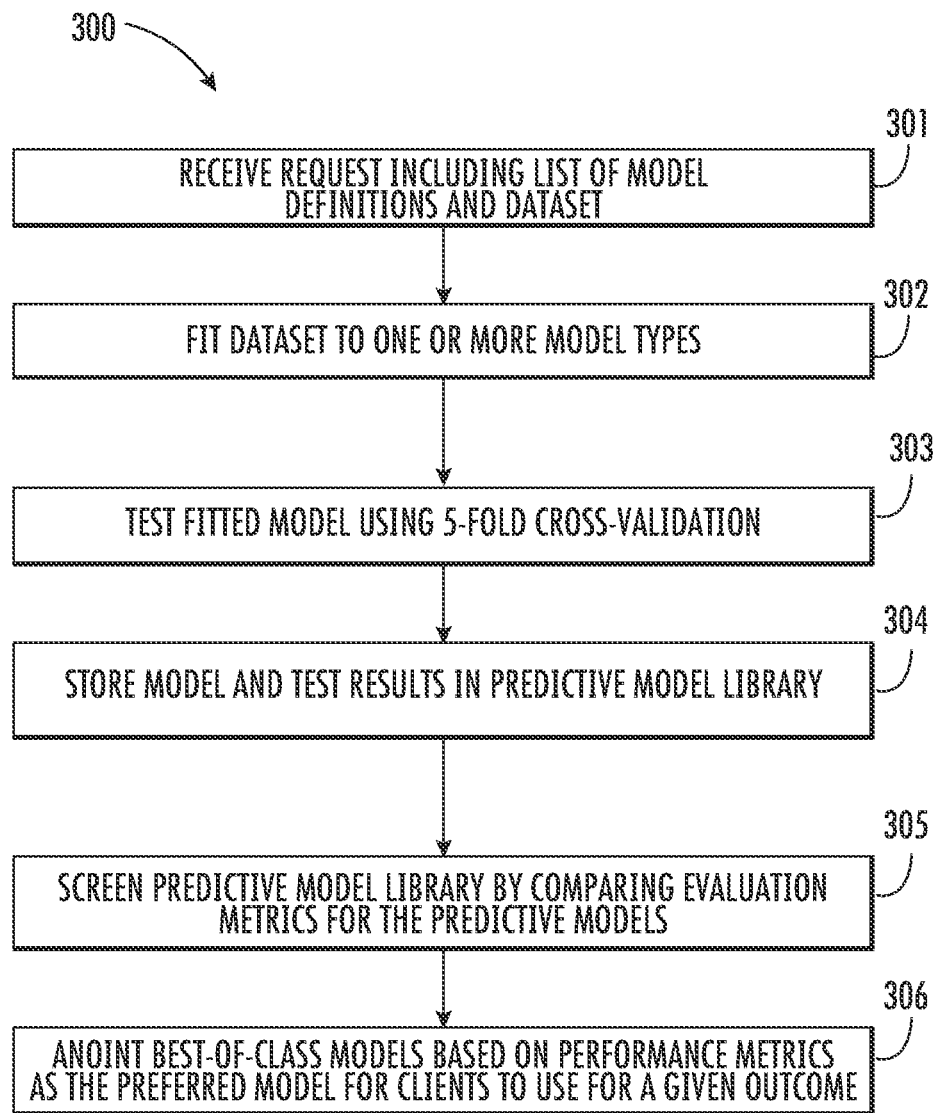 300
301
RECEIVE REQUEST INCLUDING LIST OF MODEL
DEFINITIONS AND DATASET
302
FIT DATASET TO ONE OR MORE MODEL TYPES
303
TEST FITTED MODEL USING 5-FOLD CROSS-VALIDATION
304
STORE MODEL AND TEST RESULTS IN PREDICTIVE MODEL LIBRARY
305
SCREEN PREDICTIVE MODEL LIBRARY BY COMPARING EVALUATION
METRICS FOR THE PREDICTIVE MODELS
306
ANOINT BEST-OF-CLASS MODELS BASED ON PERFORMANCE METRICS
AS THE PREFERRED MODEL FOR CLIENTS TO USE FOR A GIVEN OUTCOME